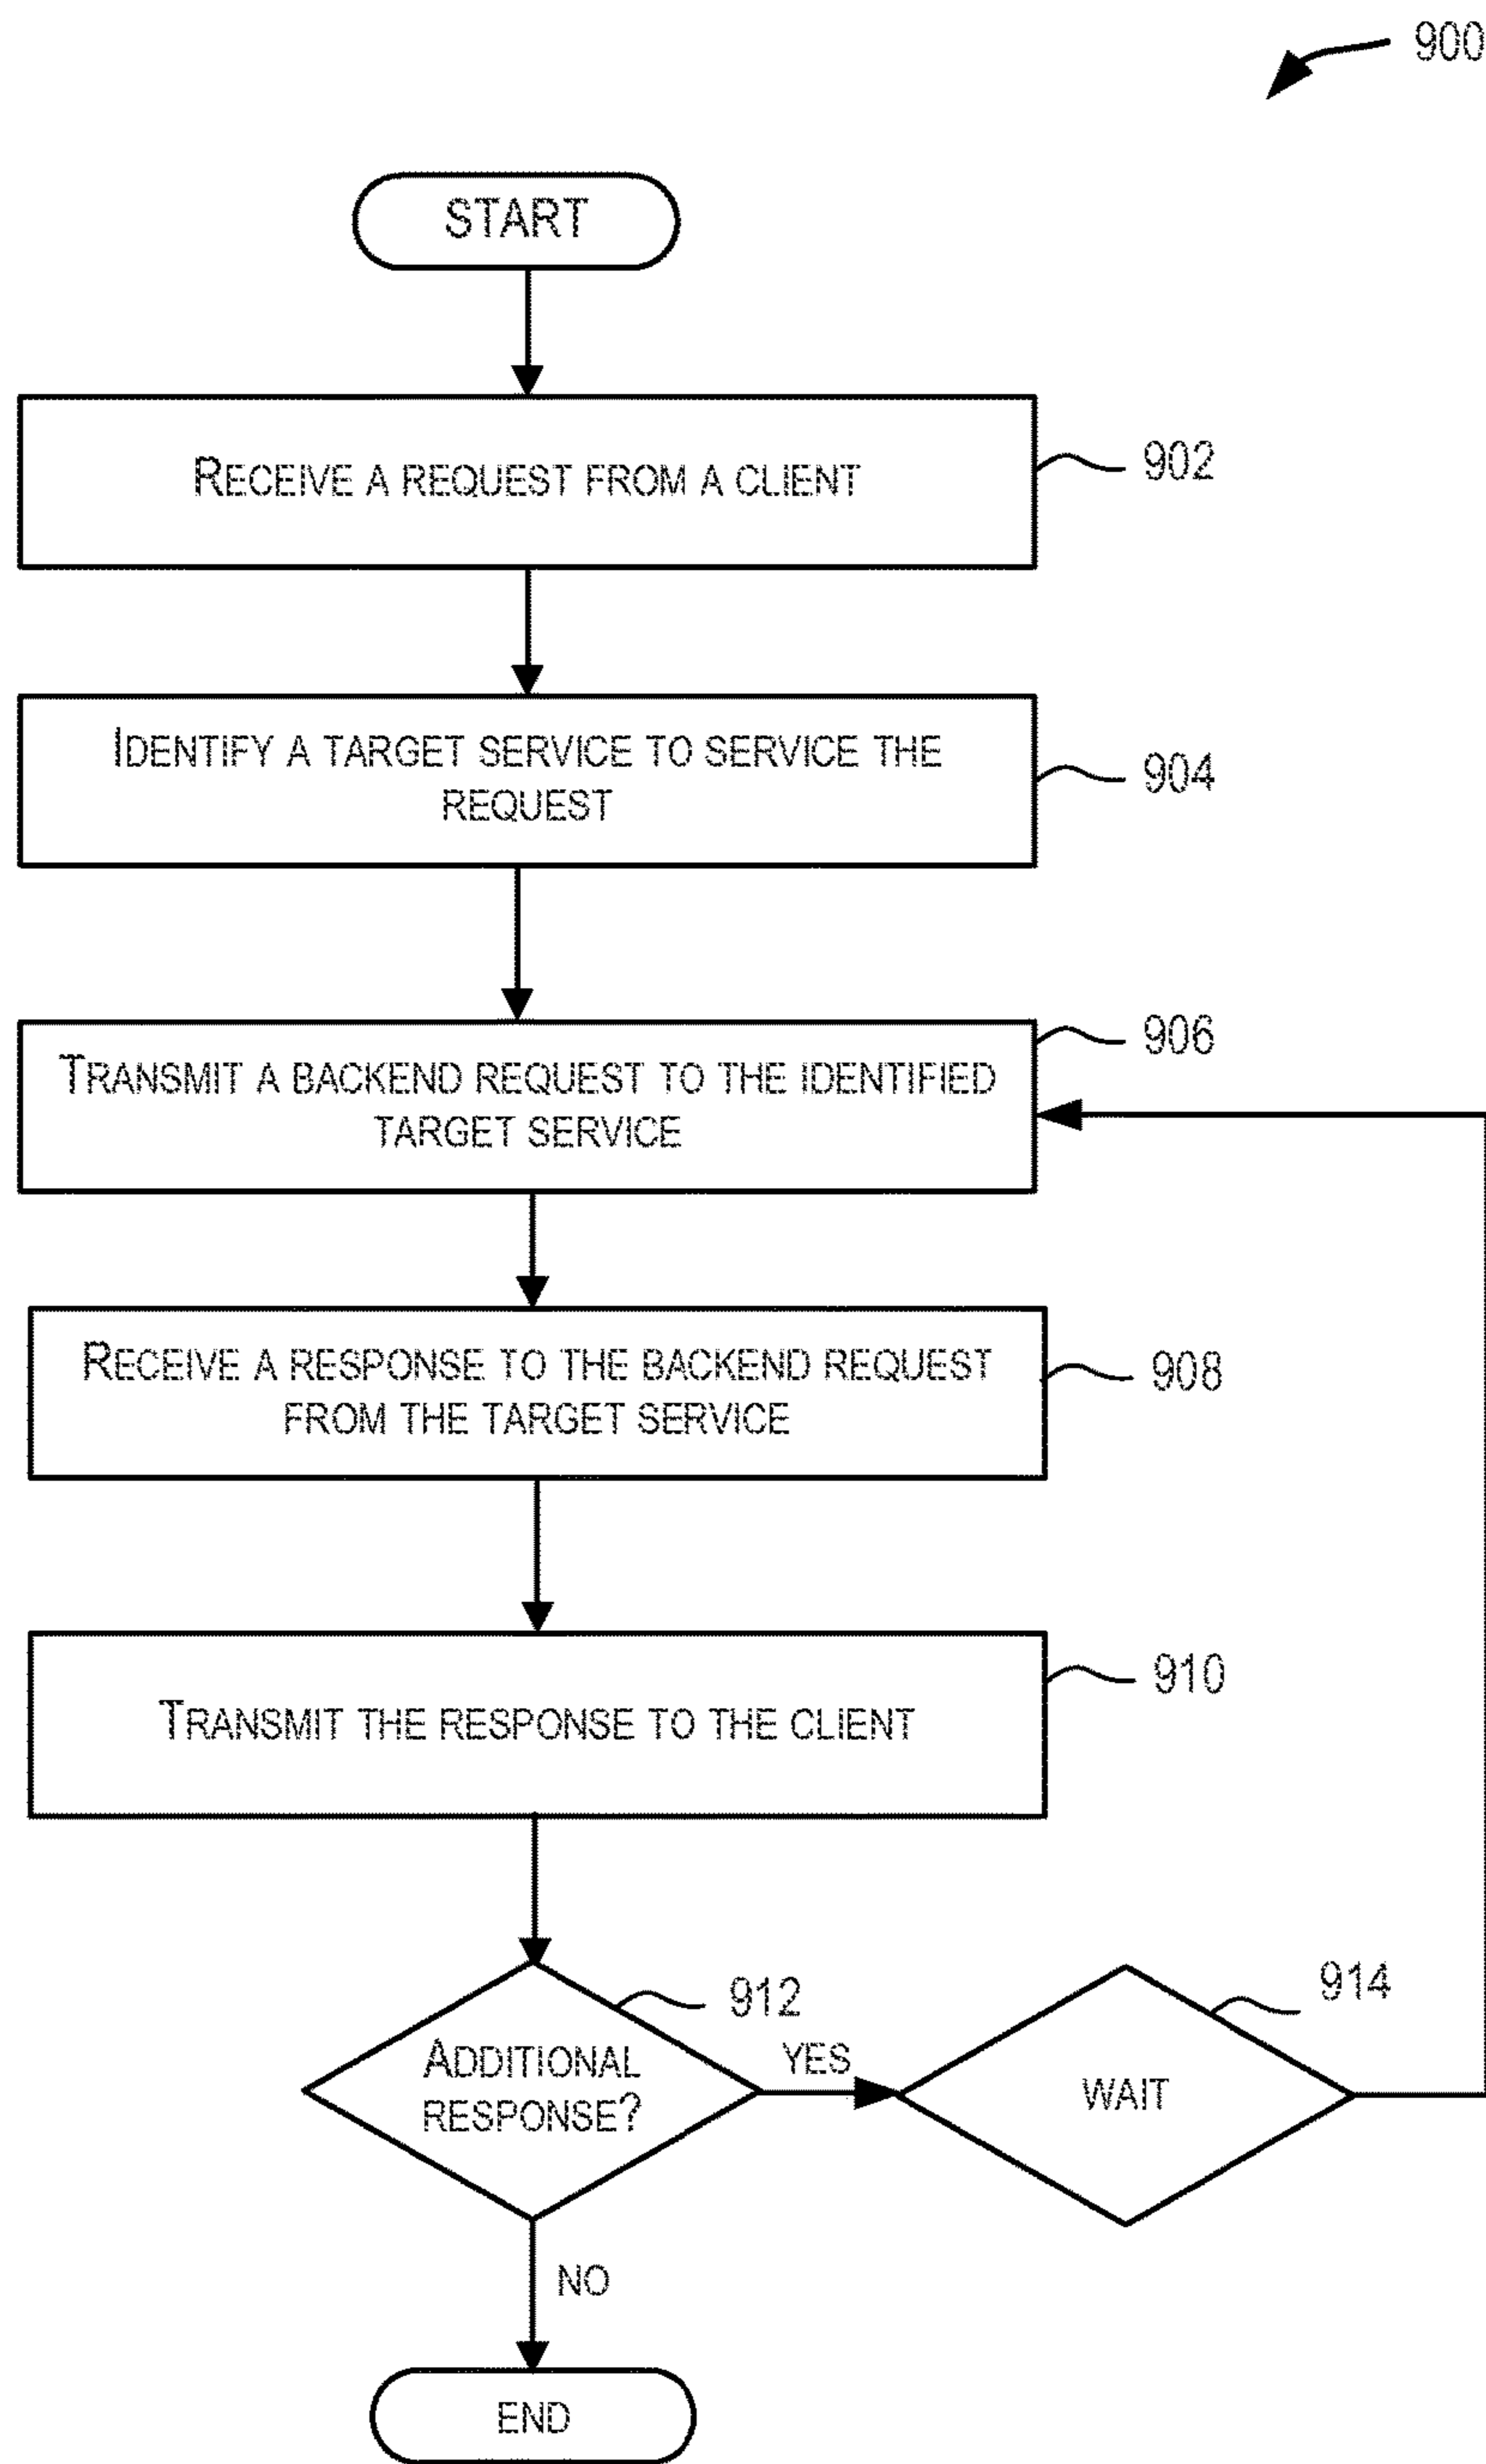 900
START
RECEIVE A REQUEST FROM A CLIENT
902
IDENTIFY A TARGET SERVICE TO SERVICE THE
REQUEST
904
TRANSMIT A BACKEND REQUEST TO THE IDENTIFIED
TARGET SERVICE
906
RECEIVE A RESPONSE TO THE BACKEND REQUEST
FROM THE TARGET SERVICE
908
TRANSMIT THE RESPONSE TO THE CLIENT
910
ADDITIONAL
RESPONSE?
912
YES
WAIT
914
NO
END